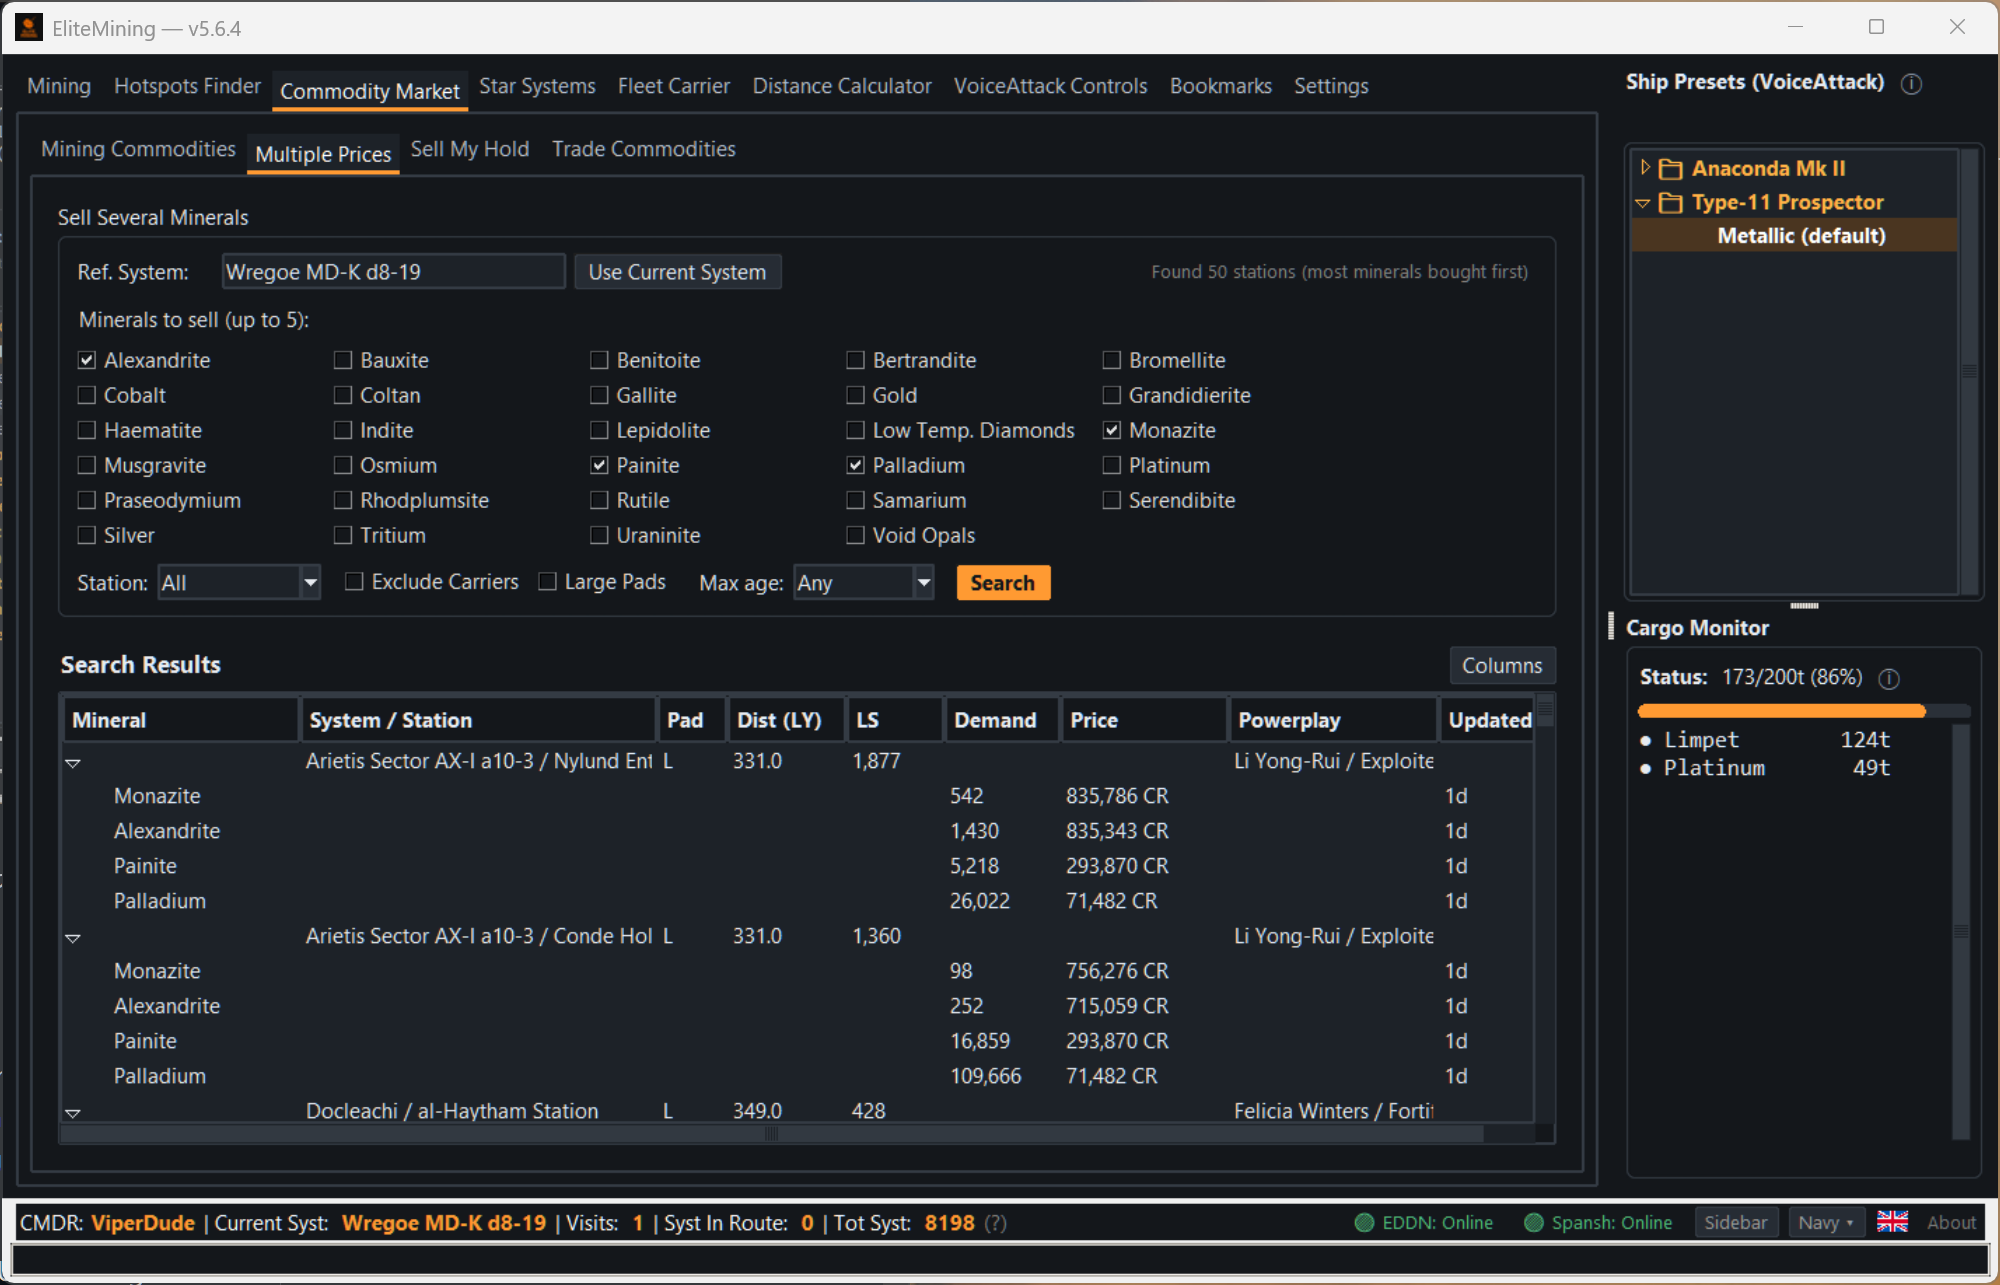 EliteMining — v5.6.4
Mining Hotspots Finder Commodity Market Star Systems Fleet Carrier Distance Calculator VoiceAttack Controls Bookmarks Settings
Mining Commodities Multiple Prices Sell My Hold Trade Commodities
Sell Several Minerals
Ref. System: Wregoe MD-K d8-19 Use Current System Found 50 stations (most minerals bought first)
Minerals to sell (up to 5):
Alexandrite Bauxite Benitoite Bertrandite Bromellite
Cobalt Coltan Gallite Gold Grandidierite
Haematite Indite Lepidolite Low Temp. Diamonds Monazite
Musgravite Osmium Painite Palladium Platinum
Praseodymium Rhodplumsite Rutile Samarium Serendibite
Silver Tritium Uraninite Void Opals
Station: All Exclude Carriers Large Pads Max age: Any Search
Search Results Columns
Mineral System / Station Pad Dist (LY) LS Demand Price Powerplay Updated
Arietis Sector AX-I a10-3 / Nylund Ent L 331.0 1,877 Li Yong-Rui / Exploite
Monazite 542 835,786 CR 1d
Alexandrite 1,430 835,343 CR 1d
Painite 5,218 293,870 CR 1d
Palladium 26,022 71,482 CR 1d
Arietis Sector AX-I a10-3 / Conde Hol L 331.0 1,360 Li Yong-Rui / Exploite
Monazite 98 756,276 CR 1d
Alexandrite 252 715,059 CR 1d
Painite 16,859 293,870 CR 1d
Palladium 109,666 71,482 CR 1d
Docleachi / al-Haytham Station L 349.0 428 Felicia Winters / Fortif
Ship Presets (VoiceAttack)
Anaconda Mk II
Type-11 Prospector
Metallic (default)
Cargo Monitor
Status: 173/200t (86%)
Limpet 124t
Platinum 49t
CMDR: ViperDude | Current Syst: Wregoe MD-K d8-19 | Visits: 1 | Syst In Route: 0 | Tot Syst: 8198 (?) EDDN: Online Spansh: Online Sidebar Navy About